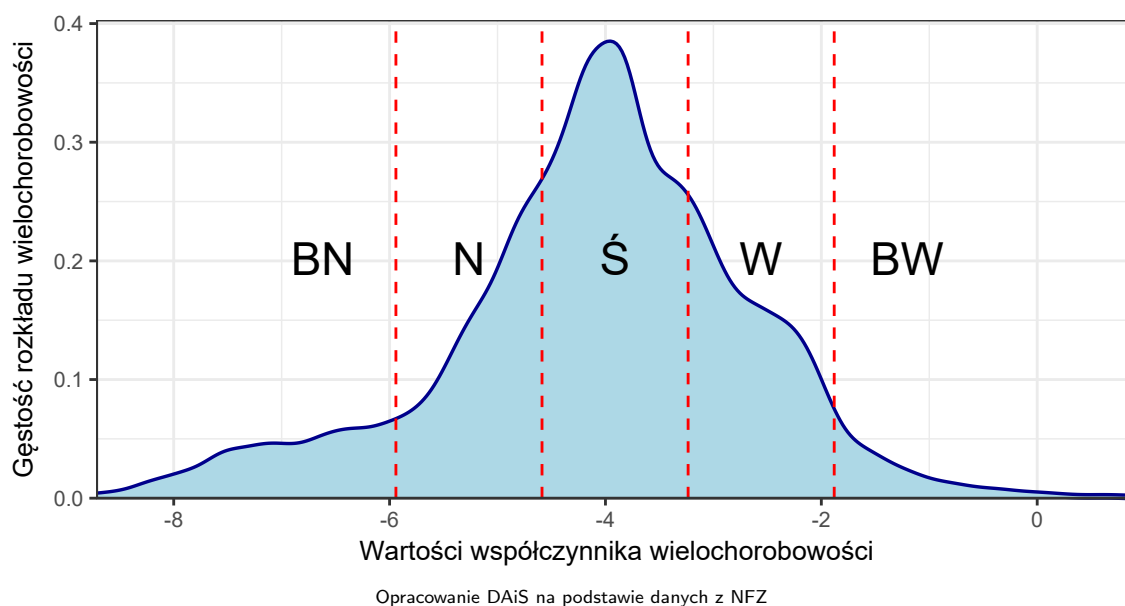 Gęstość rozkładu wielochorobowości
0.4
0.3
0.2
0.1
0.0
BN N Ś W BW
-8 -6 -4 -2 0
Wartości współczynnika wielochorobowości
Opracowanie DAiS na podstawie danych z NFZ